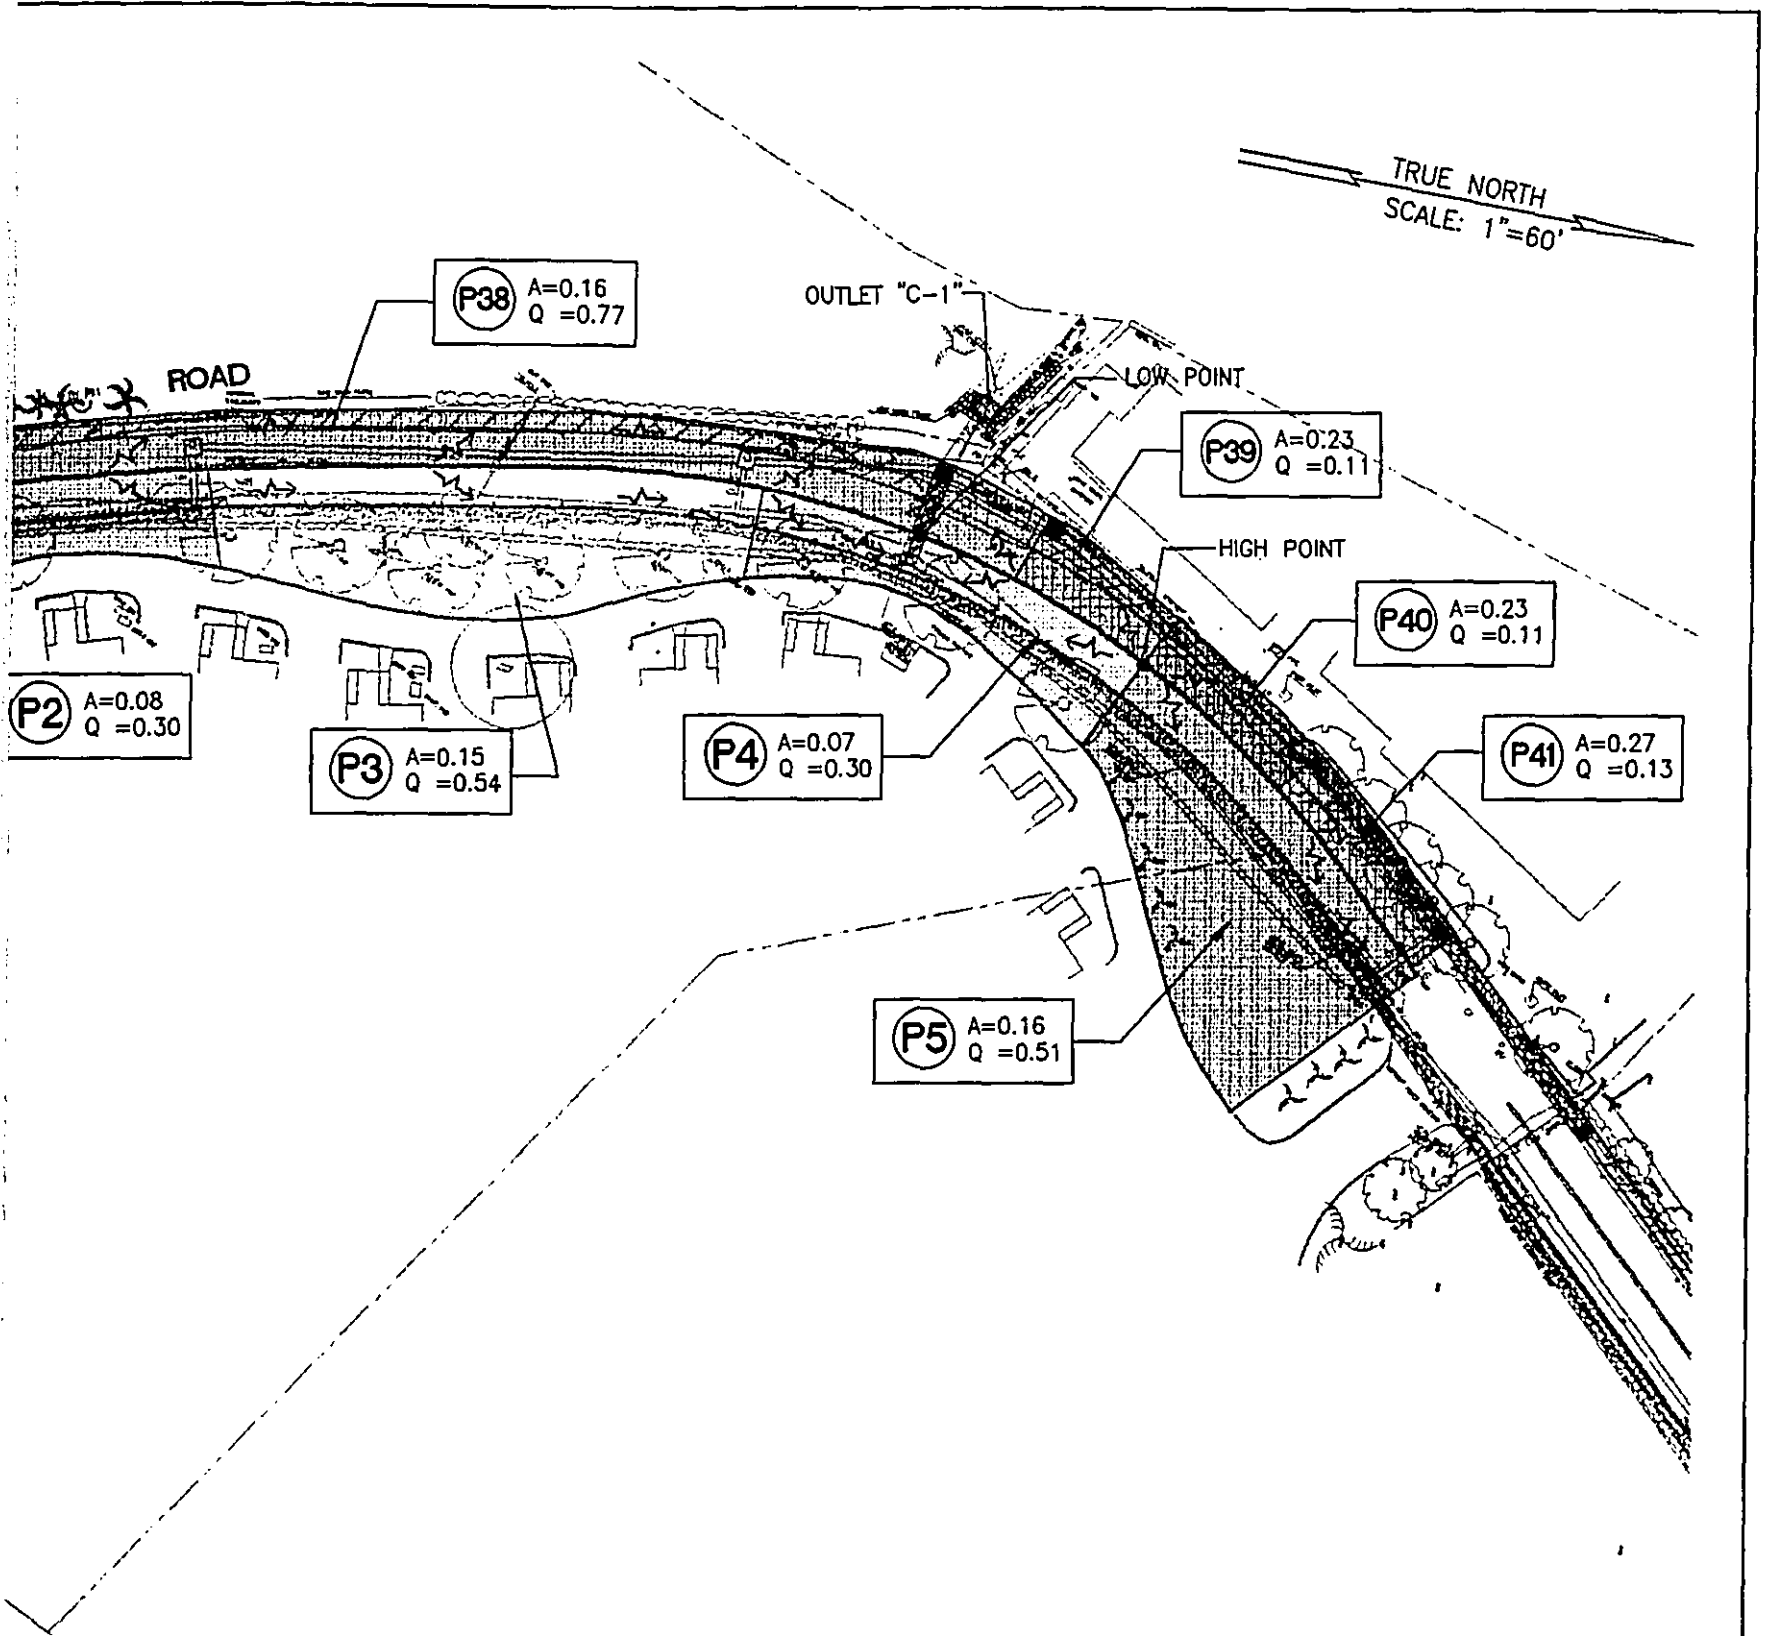 TRUE NORTH
SCALE: 1"=60'
P38 A=0.16
Q =0.77
OUTLET "C-1"
ROAD
LOW POINT
P39 A=0.23
Q =0.11
HIGH POINT
P40 A=0.23
Q =0.11
P2 A=0.08
Q =0.30
P3 A=0.15
Q =0.54
P4 A=0.07
Q =0.30
P41 A=0.27
Q =0.13
P5 A=0.16
Q =0.51